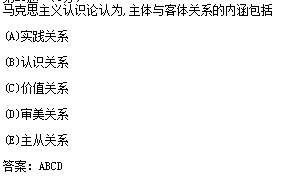 马克思主义认识论认为,主体与客体关系的内涵包括
(A)实践关系
(B)认识关系
(C)价值关系
(D)审美关系
(E)主从关系
答案: ABCD